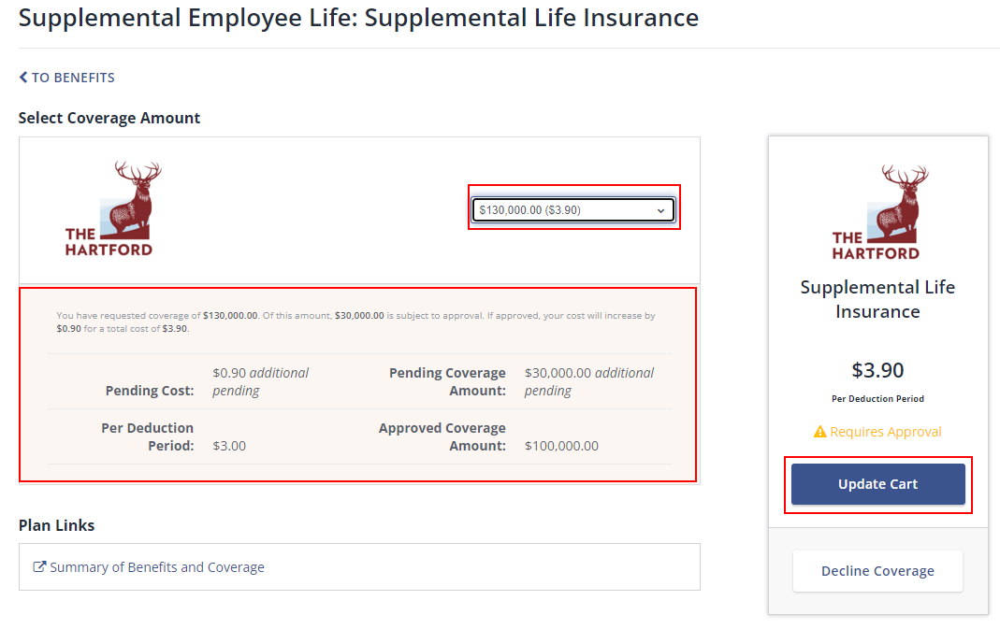 Supplemental Employee Life: Supplemental Life Insurance
TO BENEFITS
Select Coverage Amount
THE
HARTFORD
$130,000.00 ($3.90)
You have requested coverage of $130,000.00. Of this amount, $30,000.00 is subject to approval. If approved, your cost will increase by
$0.90 for a total cost of $3.90.
Pending Cost:
$0.90 additional
pending
Pending Coverage
Amount:
$30,000.00 additional
pending
Per Deduction
Period:
$3.00
Approved Coverage
Amount:
$100,000.00
Plan Links
Summary of Benefits and Coverage
THE
HARTFORD
Supplemental Life
Insurance
$3.90
Per Deduction Period
Requires Approval
Update Cart
Decline Coverage